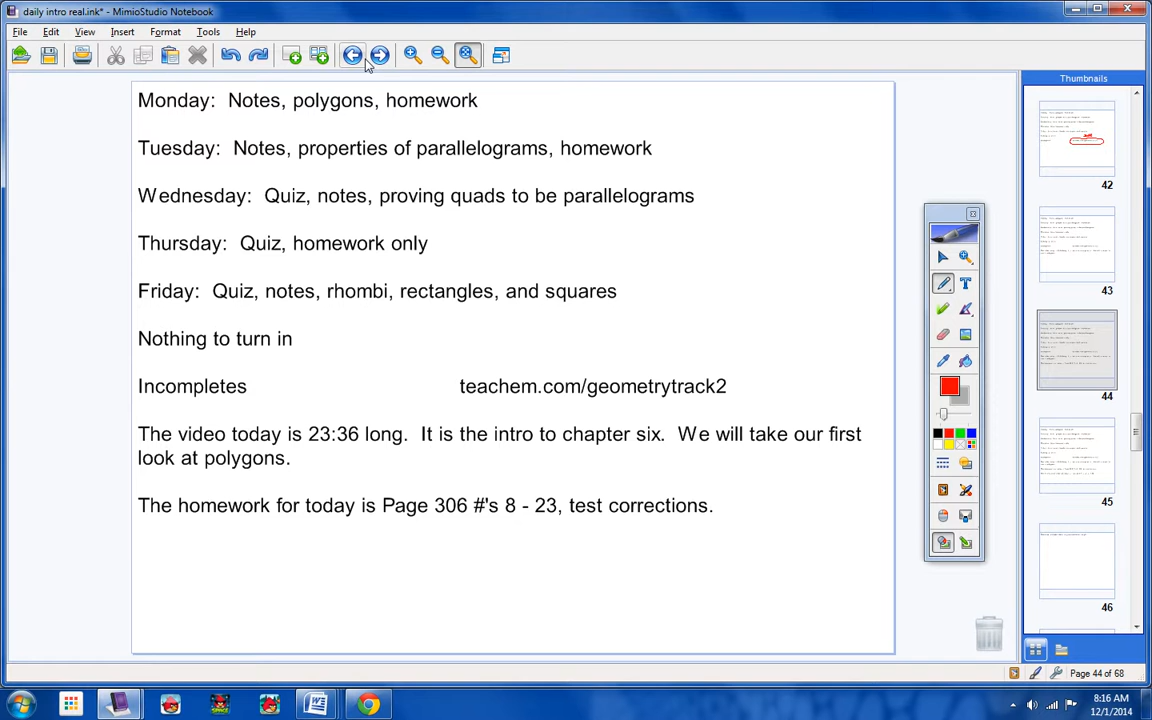 daily intro real.ink* - MimioStudio Notebook
File Edit View Insert Format Tools Help
Thumbnails
Monday: Notes, polygons, homework
Tuesday: Notes, properties of parallelograms, homework
Wednesday: Quiz, notes, proving quads to be parallelograms
Thursday: Quiz, homework only
Friday: Quiz, notes, rhombi, rectangles, and squares
Nothing to turn in
Incompletes teachem.com/geometrytrack2
The video today is 23:36 long. It is the intro to chapter six. We will take our first
look at polygons.
The homework for today is Page 306 #'s 8 - 23, test corrections.
42
43
44
45
46
Page 44 of 68
8:16 AM
12/1/2014